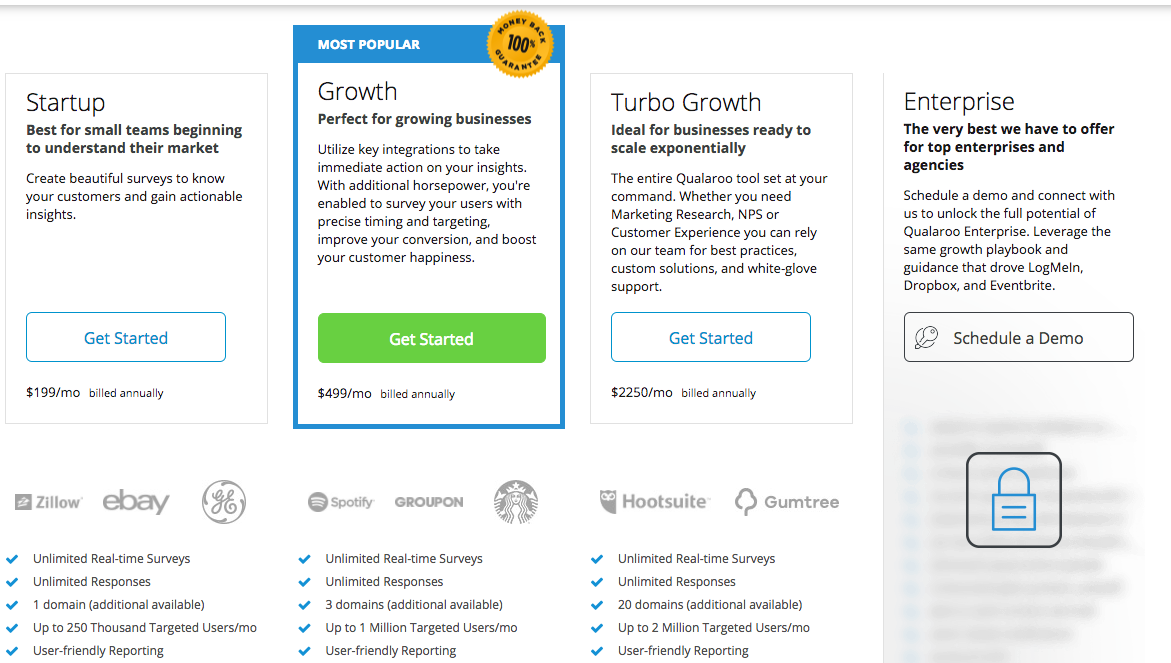 Startup
Best for small teams beginning
to understand their market
Create beautiful surveys to know
your customers and gain actionable
insights.
Get Started
$199/mo billed annually
Zillow
ebay
GE
Unlimited Real-time Surveys
Unlimited Responses
1 domain (additional available)
Up to 250 Thousand Targeted Users/mo
User-friendly Reporting
MOST POPULAR
MONEY BACK
100%
GUARANTEE
Growth
Perfect for growing businesses
Utilize key integrations to take
immediate action on your insights.
With additional horsepower, you're
enabled to survey your users with
precise timing and targeting,
improve your conversion, and boost
your customer happiness.
Get Started
$499/mo billed annually
Spotify
GROUPON
Unlimited Real-time Surveys
Unlimited Responses
3 domains (additional available)
Up to 1 Million Targeted Users/mo
User-friendly Reporting
Turbo Growth
Ideal for businesses ready to
scale exponentially
The entire Qualaroo tool set at your
command. Whether you need
Marketing Research, NPS or
Customer Experience you can rely
on our team for best practices,
custom solutions, and white-glove
support.
Get Started
$2250/mo billed annually
Hootsuite
Gumtree
Unlimited Real-time Surveys
Unlimited Responses
20 domains (additional available)
Up to 2 Million Targeted Users/mo
User-friendly Reporting
Enterprise
The very best we have to offer
for top enterprises and
agencies
Schedule a demo and connect with
us to unlock the full potential of
Qualaroo Enterprise. Leverage the
same growth playbook and
guidance that drove LogMeIn,
Dropbox, and Eventbrite.
Schedule a Demo